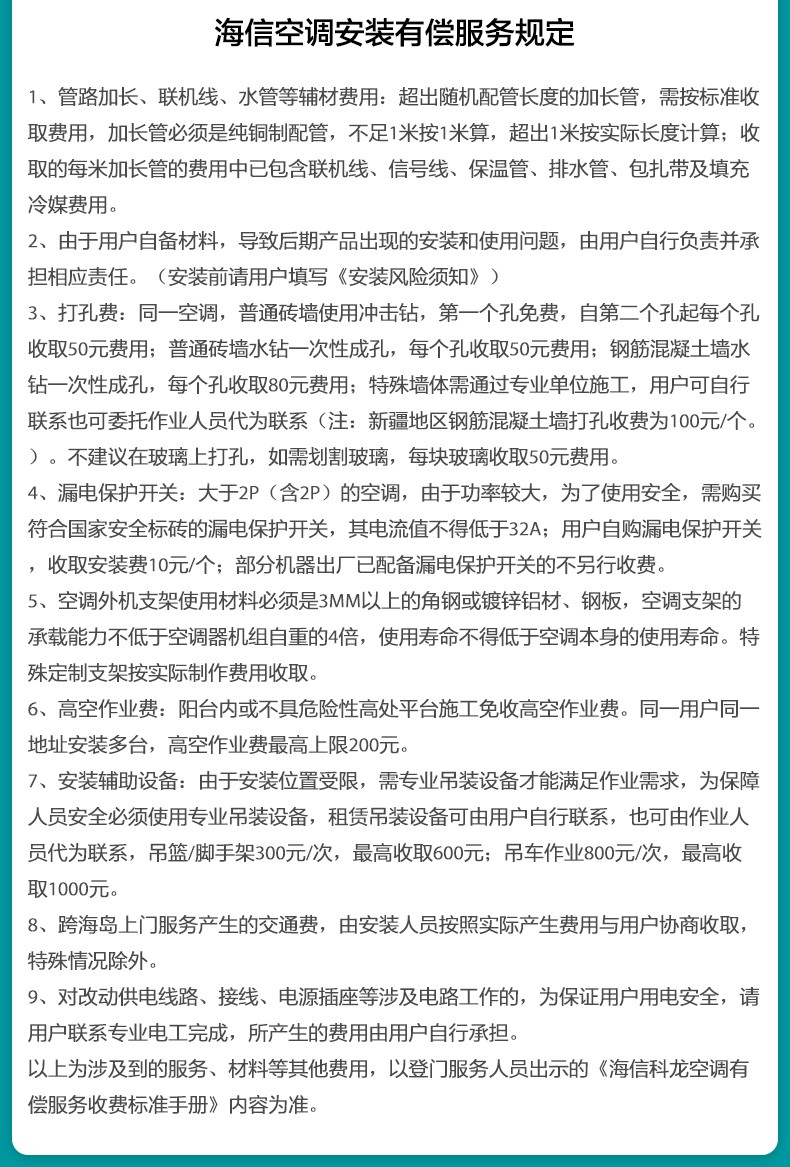 海信空调安装有偿服务规定
1、管路加长、联机线、水管等辅材费用：超出随机配管长度的加长管，需按标准收
取费用，加长管必须是纯铜制配管，不足1米按1米算，超出1米按实际长度计算；收
取的每米加长管的费用中已包含联机线、信号线、保温管、排水管、包扎带及填充
冷媒费用。
2、由于用户自备材料，导致后期产品出现的安装和使用问题，由用户自行负责并承
担相应责任。（安装前请用户填写《安装风险须知》）
3、打孔费：同一空调，普通砖墙使用冲击钻，第一个孔免费，自第二个孔起每个孔
收取50元费用；普通砖墙水钻一次性成孔，每个孔收取50元费用；钢筋混凝土墙水
钻一次性成孔，每个孔收取80元费用；特殊墙体需通过专业单位施工，用户可自行
联系也可委托作业人员代为联系（注：新疆地区钢筋混凝土墙打孔收费为100元/个。
）。不建议在玻璃上打孔，如需划割玻璃，每块玻璃收取50元费用。
4、漏电保护开关：大于2P（含2P）的空调，由于功率较大，为了使用安全，需购买
符合国家安全标砖的漏电保护开关，其电流值不得低于32A；用户自购漏电保护开关
，收取安装费10元/个；部分机器出厂已配备漏电保护开关的不另行收费。
5、空调外机支架使用材料必须是3MM以上的角钢或镀锌铝材、钢板，空调支架的
承载能力不低于空调器机组自重的4倍，使用寿命不得低于空调本身的使用寿命。特
殊定制支架按实际制作费用收取。
6、高空作业费：阳台内或不具危险性高处平台施工免收高空作业费。同一用户同一
地址安装多台，高空作业费最高上限200元。
7、安装辅助设备：由于安装位置受限，需专业吊装设备才能满足作业需求，为保障
人员安全必须使用专业吊装设备，租赁吊装设备可由用户自行联系，也可由作业人
员代为联系，吊篮/脚手架300元/次，最高收取600元；吊车作业800元/次，最高收
取1000元。
8、跨海岛上门服务产生的交通费，由安装人员按照实际产生费用与用户协商收取，
特殊情况除外。
9、对改动供电线路、接线、电源插座等涉及电路工作的，为保证用户用电安全，请
用户联系专业电工完成，所产生的费用由用户自行承担。
以上为涉及到的服务、材料等其他费用，以登门服务人员出示的《海信科龙空调有
偿服务收费标准手册》内容为准。